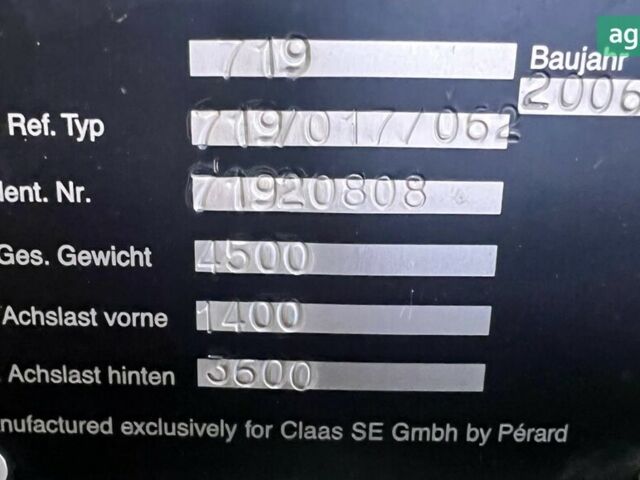 ag
719 Baujahr
2006
Ref. Typ 719/017/062
dent. Nr. 71920808
Ges. Gewicht 4500
Achslast vorne 1400
Achslast hinten 3600
nufactured exclusively for Claas SE Gmbh by Pérard